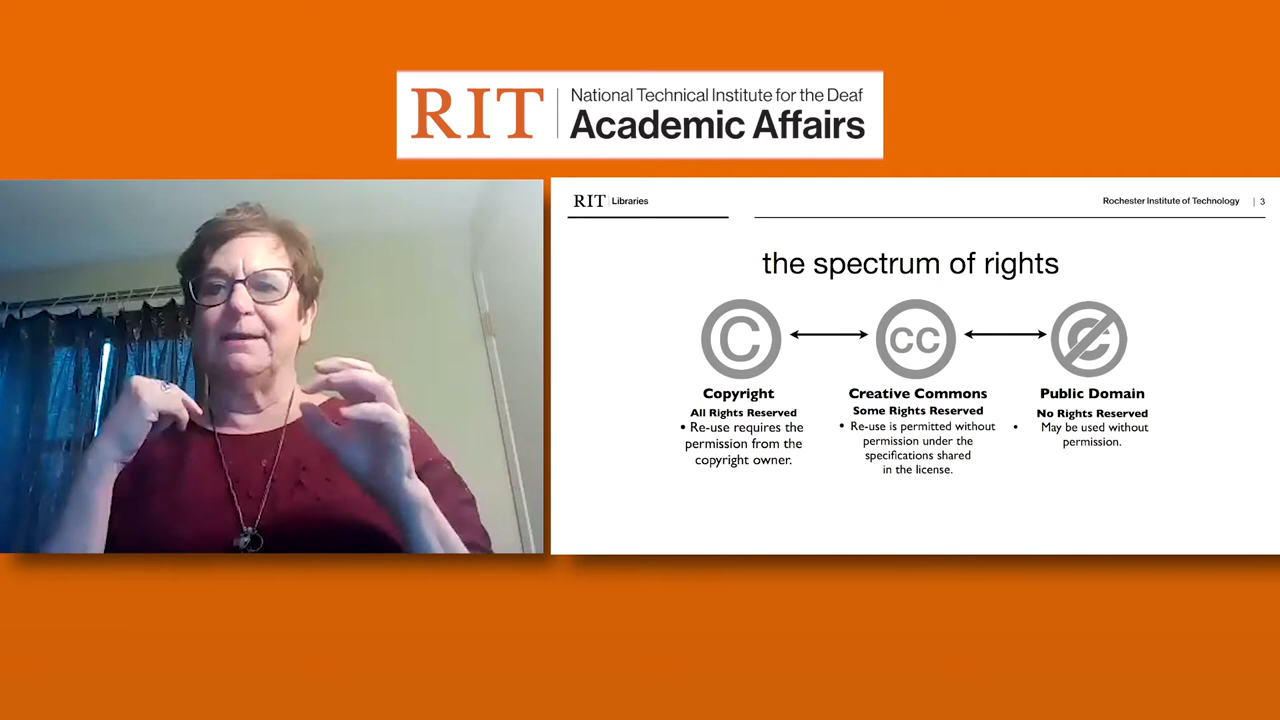 RIT | National Technical Institute for the Deaf
Academic Affairs
RIT | Libraries
Rochester Institute of Technology | 3
the spectrum of rights
C
CC
C
Copyright
All Rights Reserved
• Re-use requires the
permission from the
copyright owner.
Creative Commons
Some Rights Reserved
• Re-use is permitted without
permission under the
specifications shared
in the license.
Public Domain
No Rights Reserved
• May be used without
permission.